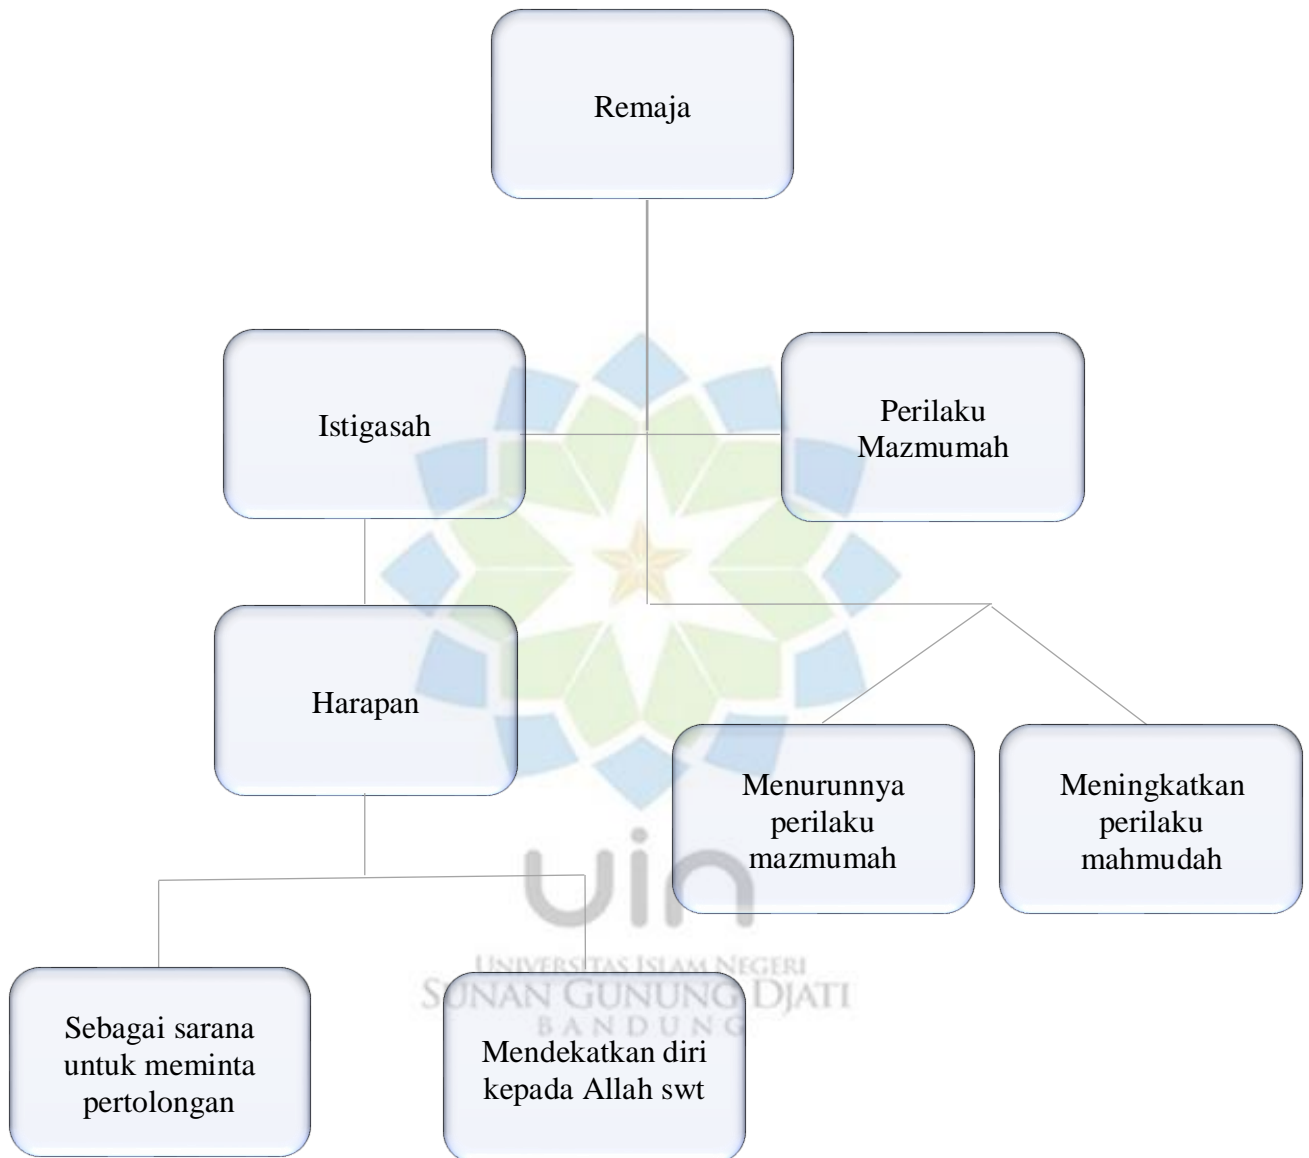 Remaja
Istigasah
Perilaku
Mazmumah
Harapan
Menurunnya
perilaku
mazmumah
Meningkatkan
perilaku
mahmudah
uin
UNIVERSITAS ISLAM NEGERI
SUNAN GUNUNG DJATI
BANDUNG
Sebagai sarana
untuk meminta
pertolongan
Mendekatkan diri
kepada Allah swt